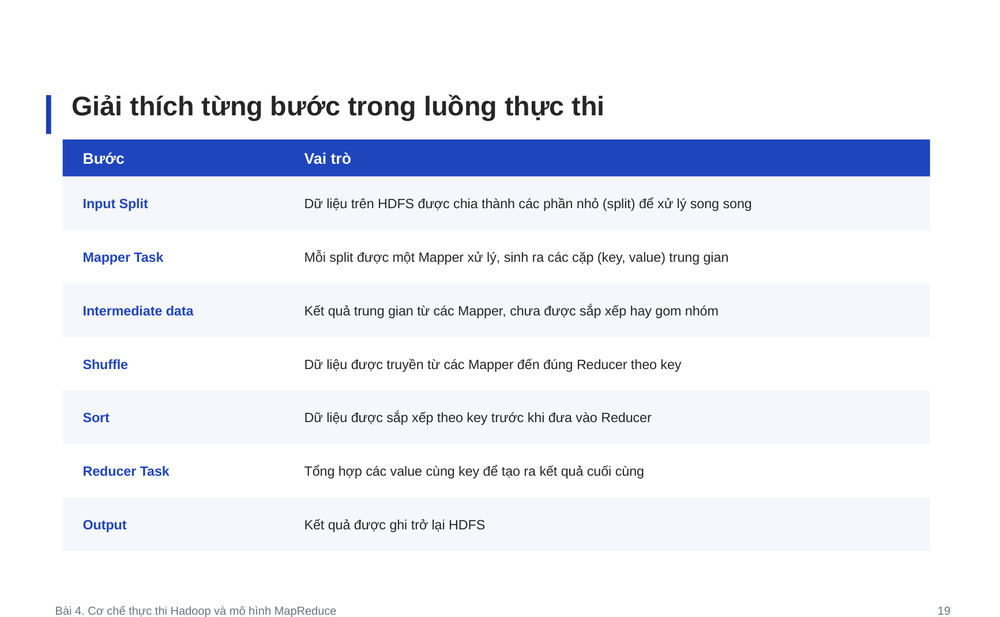 Giải thích từng bước trong luồng thực thi
Bước Vai trò
Input Split Dữ liệu trên HDFS được chia thành các phần nhỏ (split) để xử lý song song
Mapper Task Mỗi split được một Mapper xử lý, sinh ra các cặp (key, value) trung gian
Intermediate data Kết quả trung gian từ các Mapper, chưa được sắp xếp hay gom nhóm
Shuffle Dữ liệu được truyền từ các Mapper đến đúng Reducer theo key
Sort Dữ liệu được sắp xếp theo key trước khi đưa vào Reducer
Reducer Task Tổng hợp các value cùng key để tạo ra kết quả cuối cùng
Output Kết quả được ghi trở lại HDFS
Bài 4. Cơ chế thực thi Hadoop và mô hình MapReduce 19